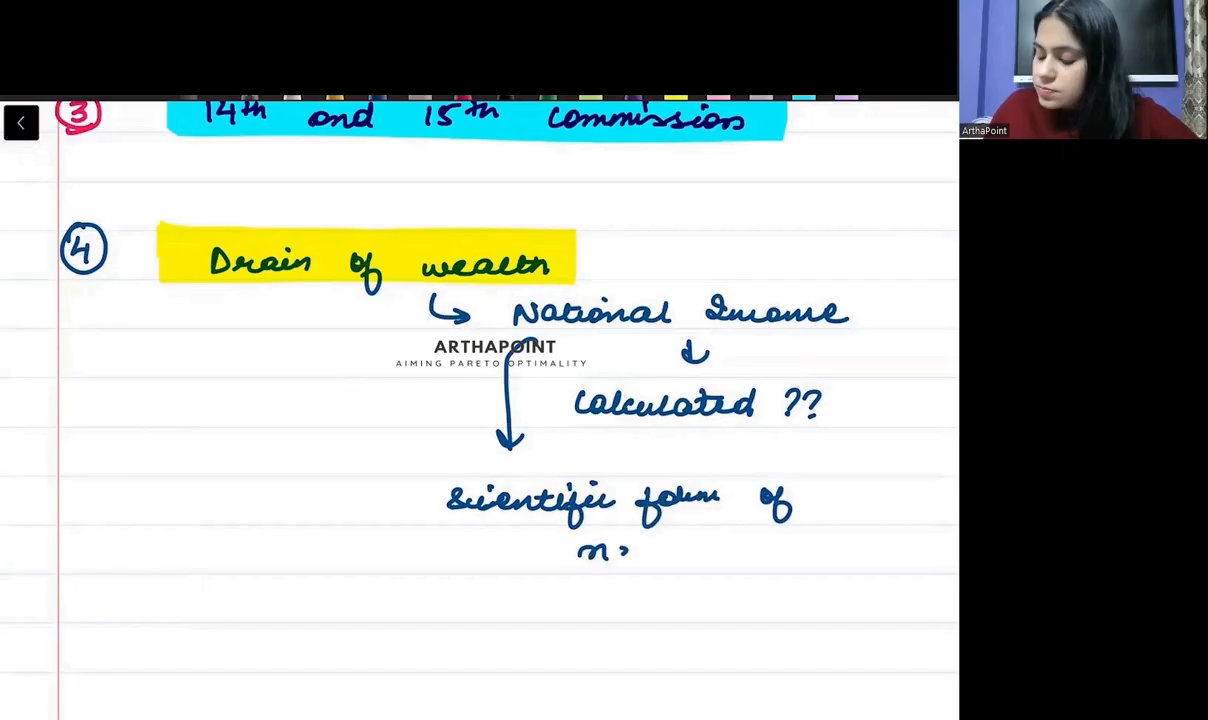 3 14th and 15th commission
4 Drain of wealth
National Income
ARTHAPOINT
AIMING PARETO OPTIMALITY
Calculated ??
Scientific form of
n
ArthaPoint